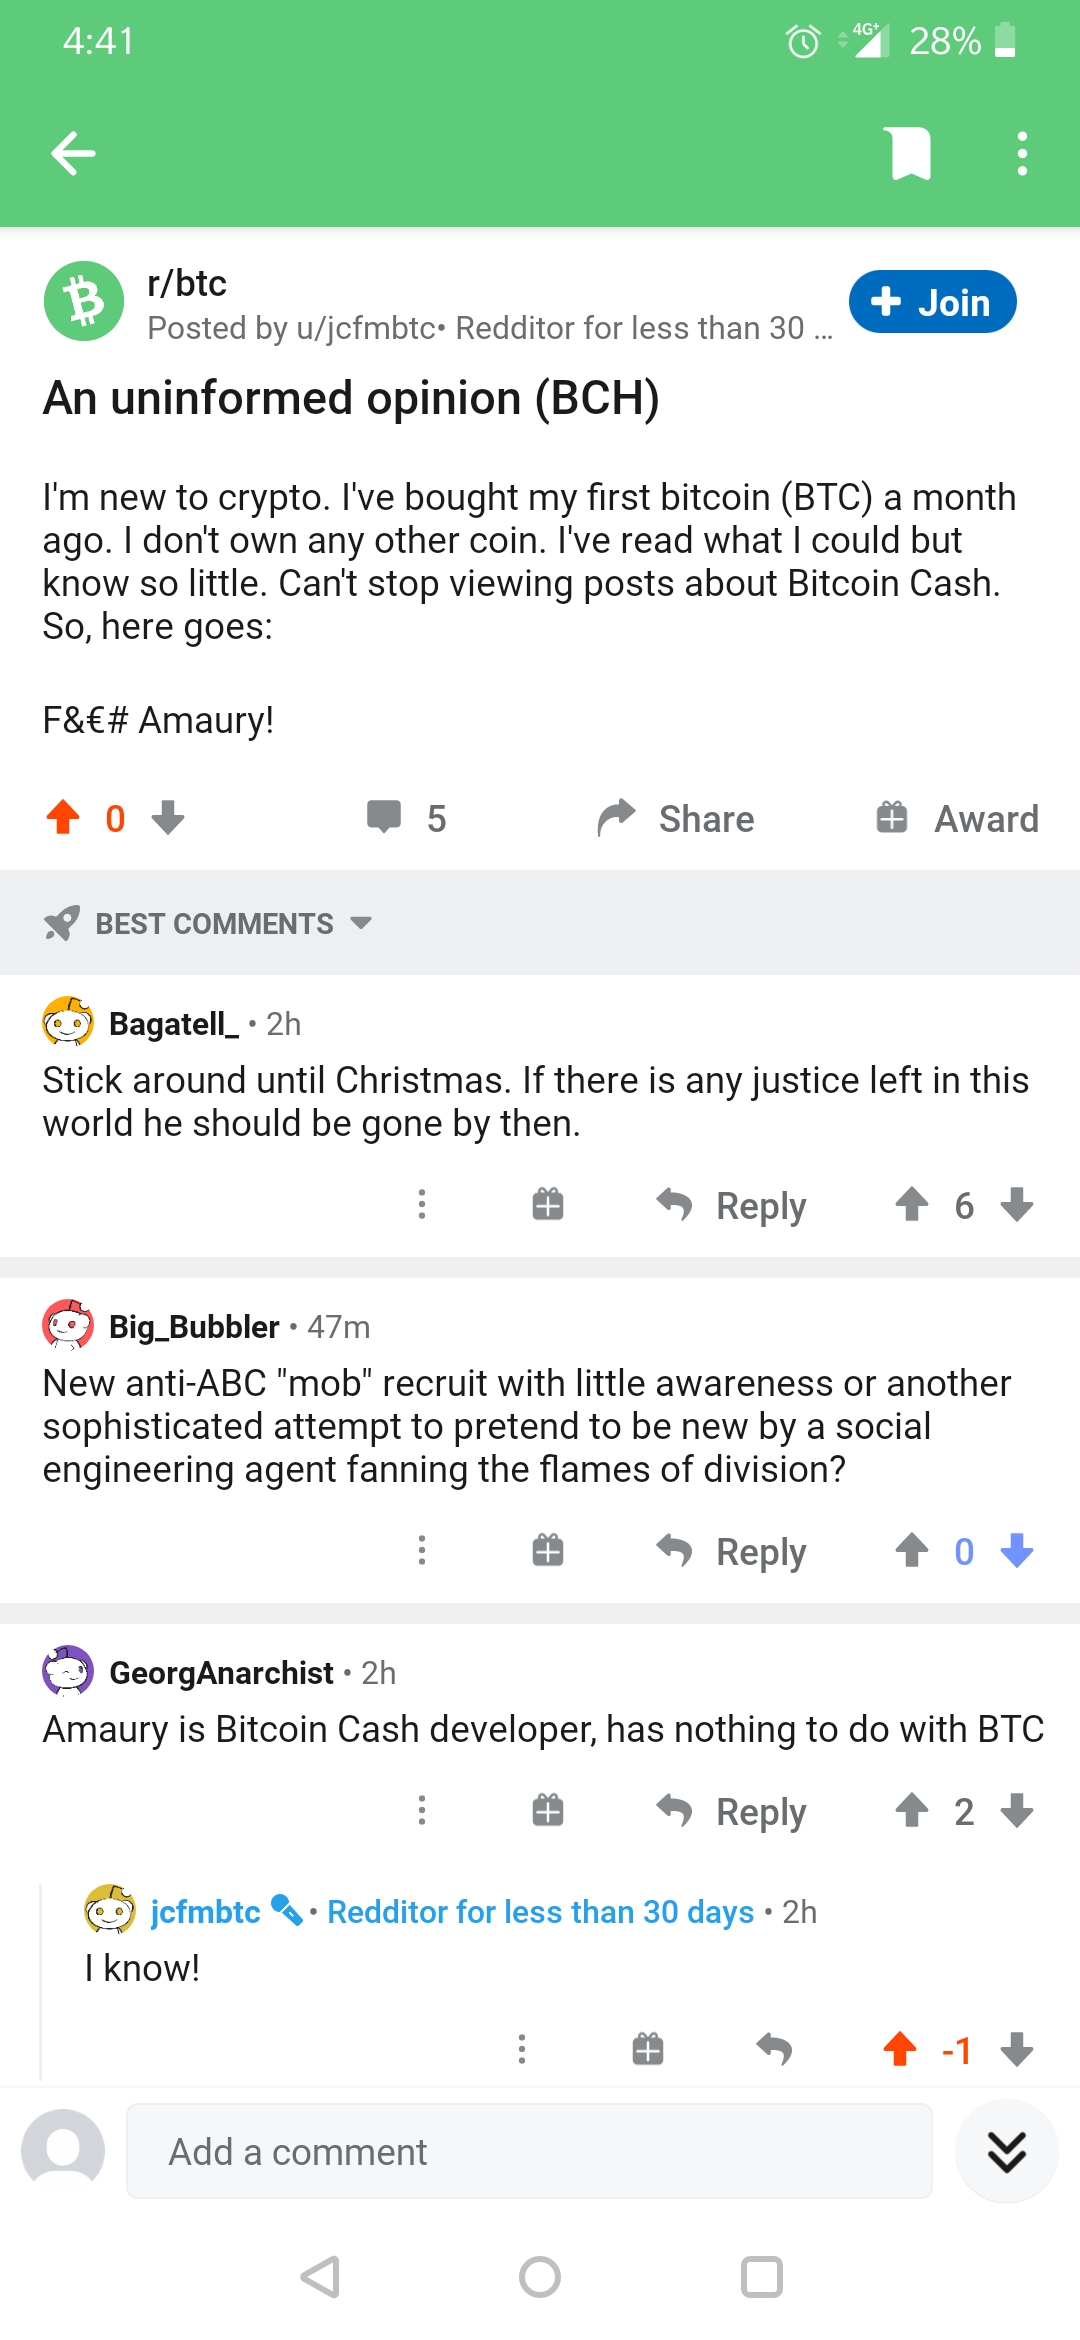 4:41
4G+ 28%
r/btc
Posted by u/jcfmbtc• Redditor for less than 30 ...
+ Join
An uninformed opinion (BCH)
I'm new to crypto. I've bought my first bitcoin (BTC) a month
ago. I don't own any other coin. I've read what I could but
know so little. Can't stop viewing posts about Bitcoin Cash.
So, here goes:
F&€# Amaury!
0 5 Share Award
BEST COMMENTS
Bagatell_ • 2h
Stick around until Christmas. If there is any justice left in this
world he should be gone by then.
Reply 6
Big_Bubbler • 47m
New anti-ABC "mob" recruit with little awareness or another
sophisticated attempt to pretend to be new by a social
engineering agent fanning the flames of division?
Reply 0
GeorgAnarchist • 2h
Amaury is Bitcoin Cash developer, has nothing to do with BTC
Reply 2
jcfmbtc • Redditor for less than 30 days • 2h
I know!
-1
Add a comment